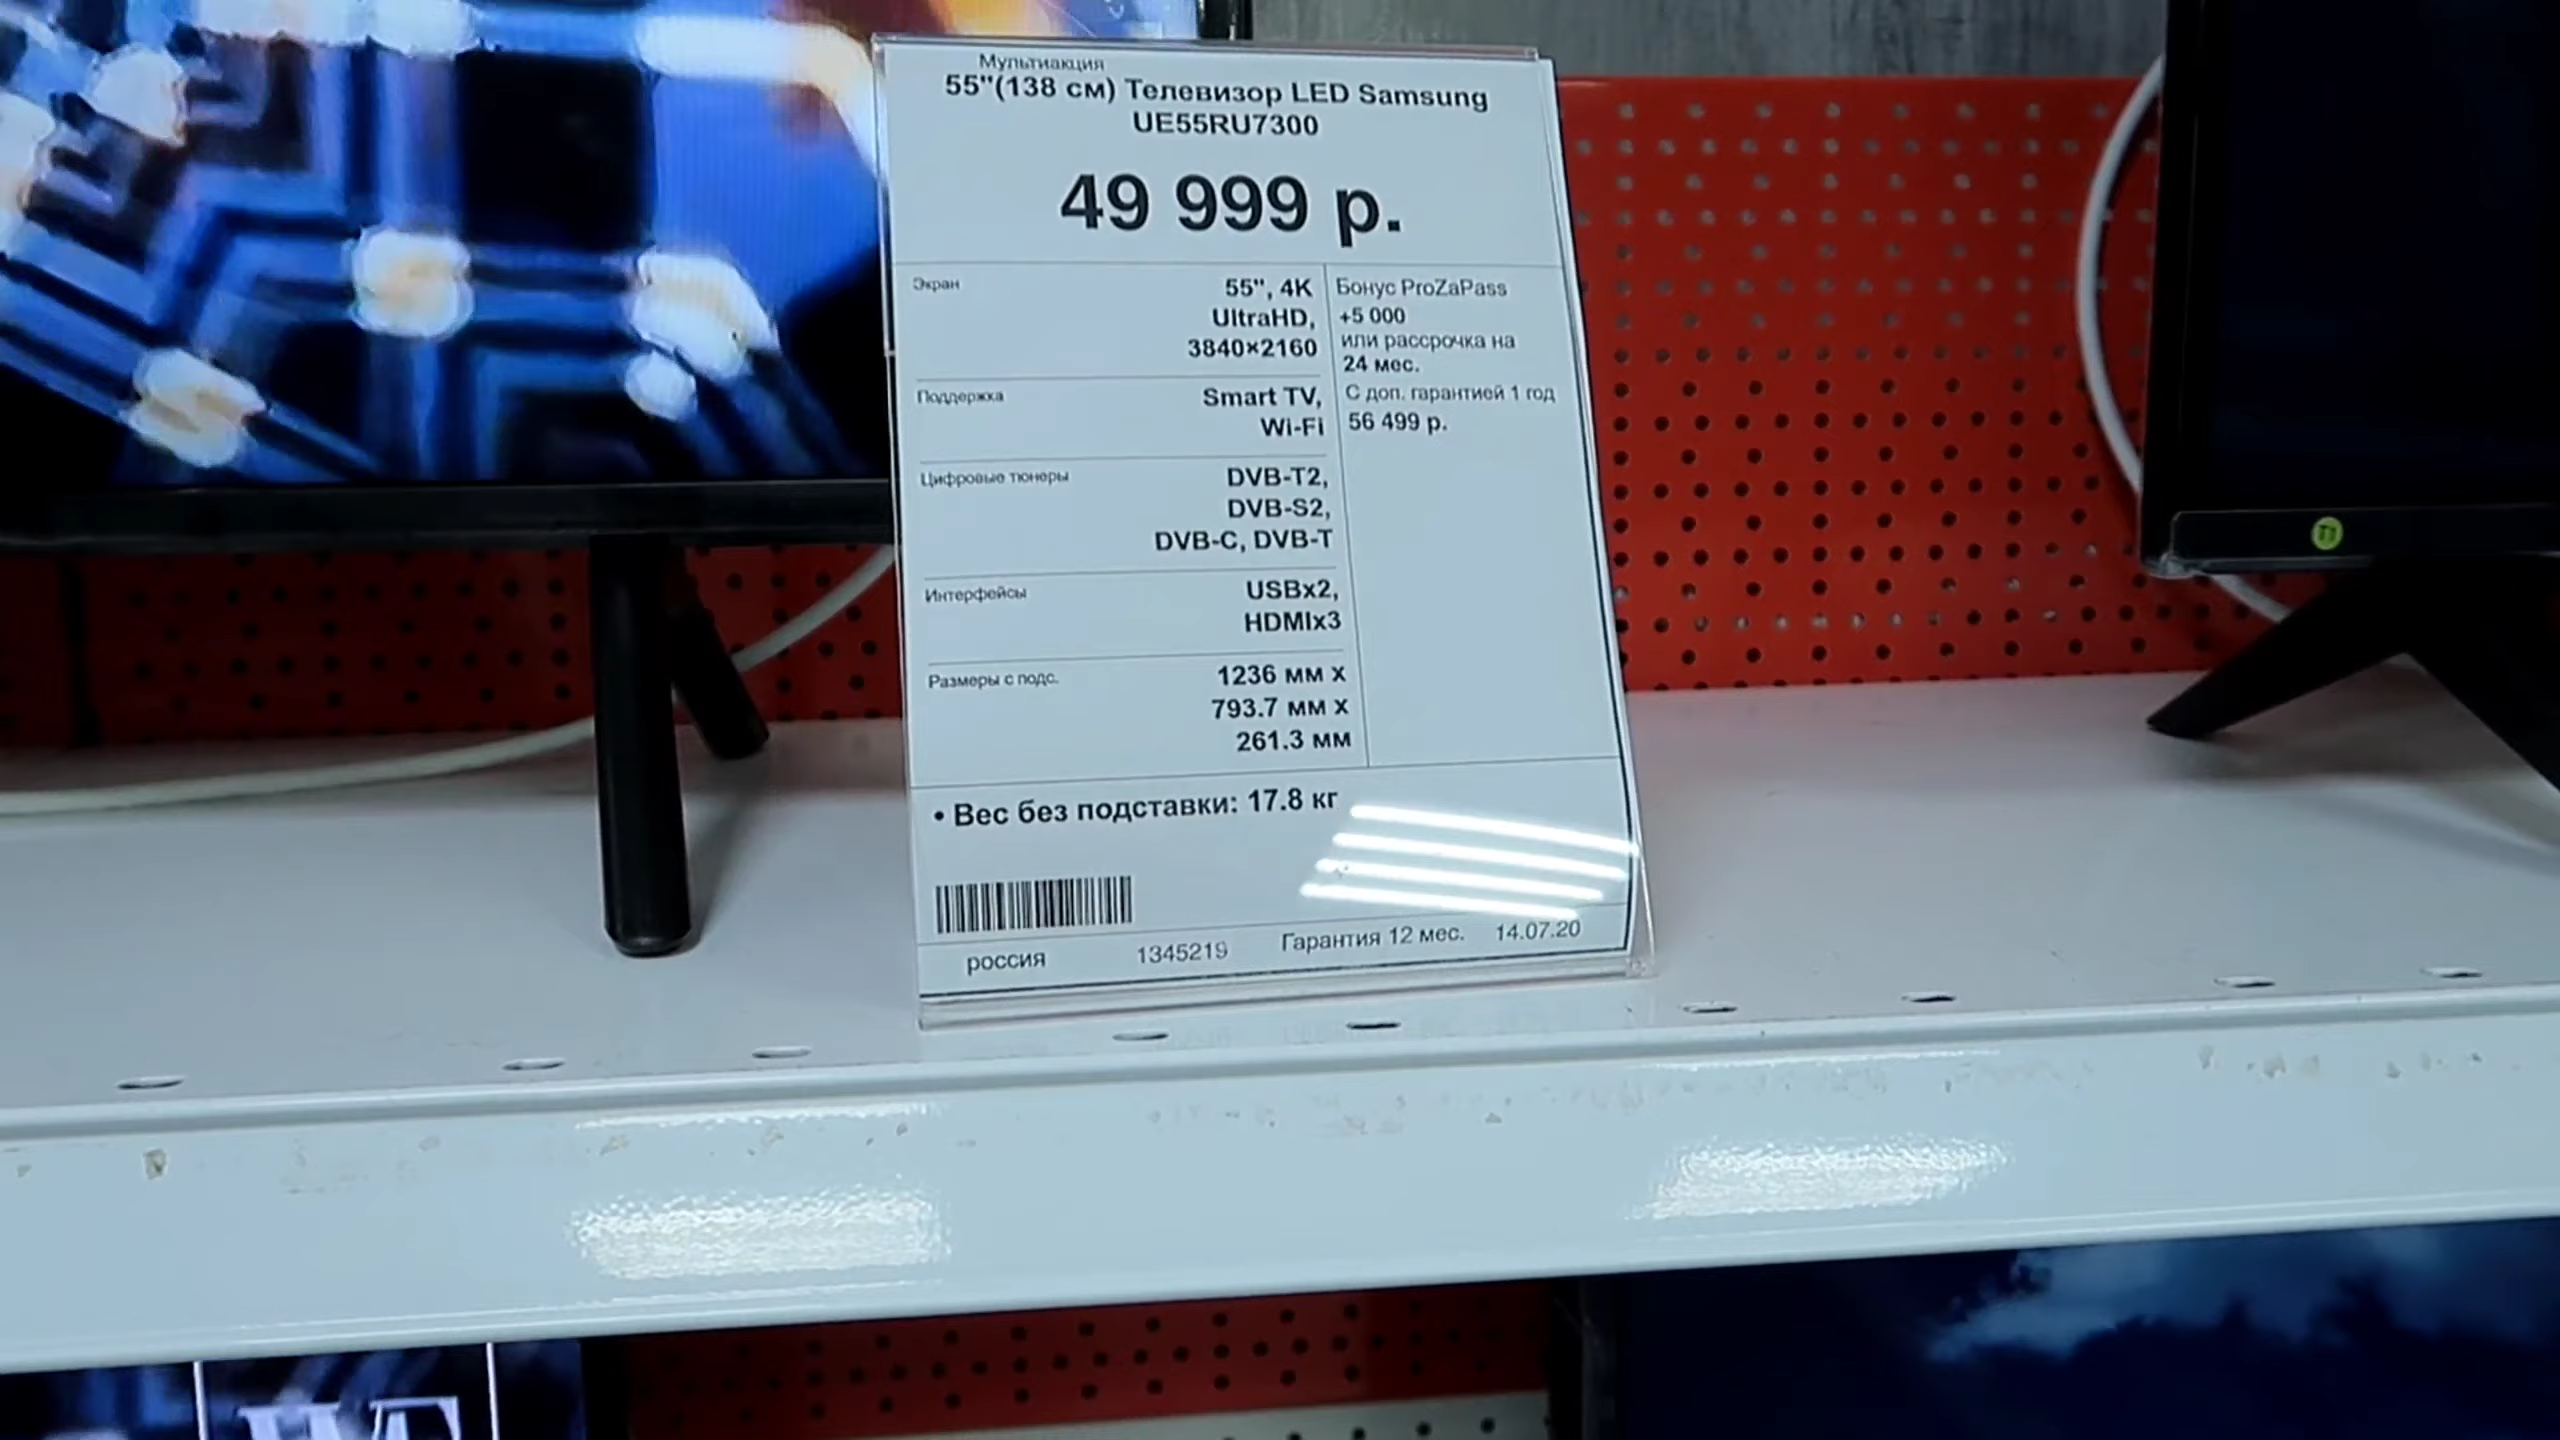 Мультиакция
55"(138 см) Телевизор LED Samsung
UE55RU7300
49 999 р.
Экран
55", 4K
UltraHD,
3840×2160
Поддержка
Smart TV,
Wi-Fi
Цифровые тюнеры
DVB-T2,
DVB-S2,
DVB-C, DVB-T
Интерфейсы
USBx2,
HDMIx3
Размеры с подс.
1236 мм x
793.7 мм x
261.3 мм
Бонус ProZaPass
+5 000
или рассрочка на
24 мес.
С доп. гарантией 1 год
56 499 р.
• Вес без подставки: 17.8 кг
россия 1345219 Гарантия 12 мес. 14.07.20